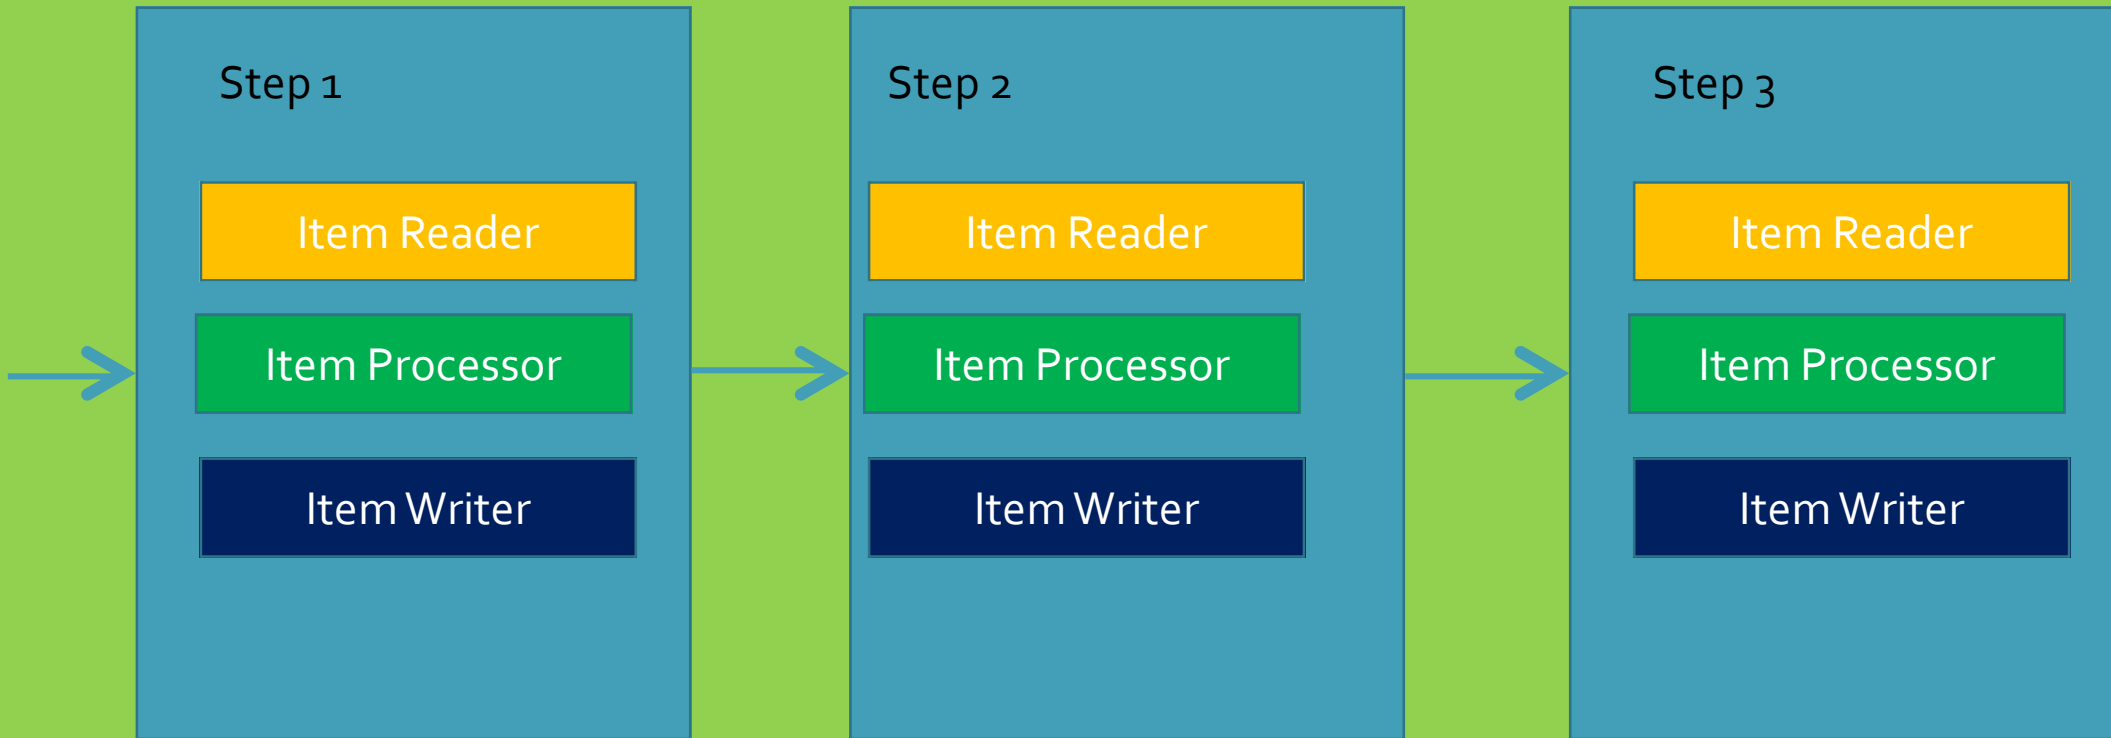 Step 1
Item Reader
Item Processor
Item Writer
Step 2
Item Reader
Item Processor
Item Writer
Step 3
Item Reader
Item Processor
Item Writer